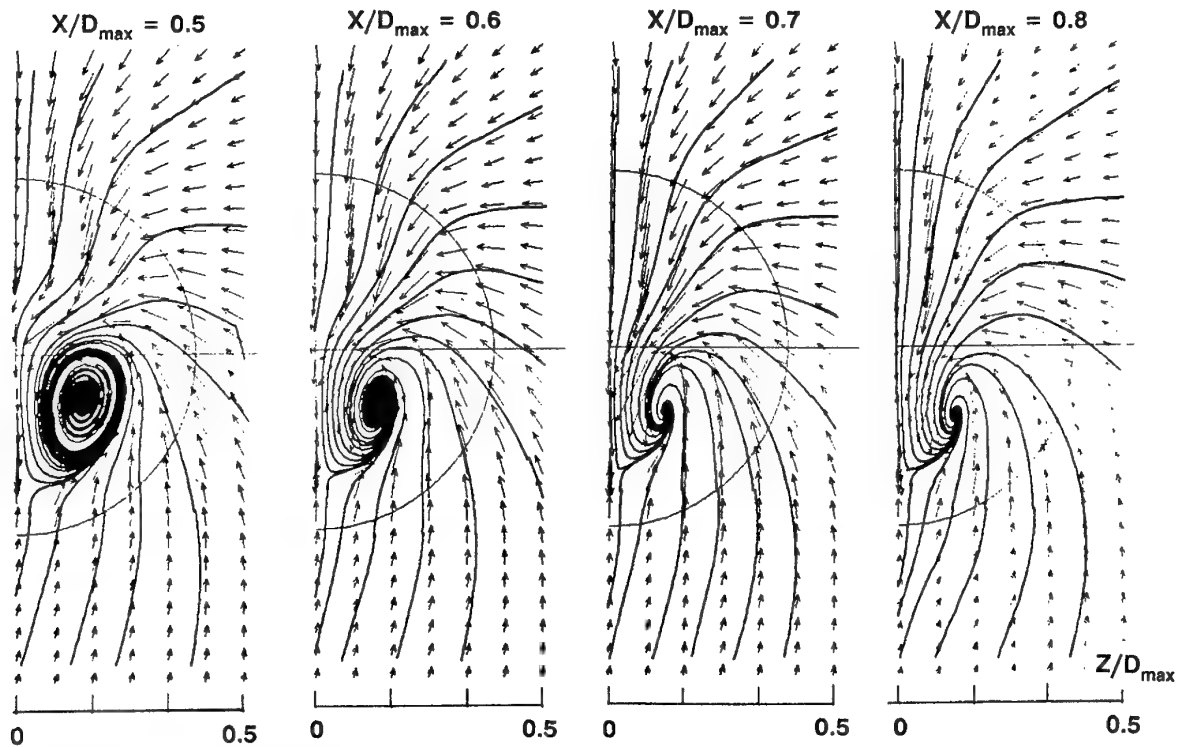 X/Dmax = 0.5
X/Dmax = 0.6
X/Dmax = 0.7
X/Dmax = 0.8
Z/Dmax
0 0.5
0 0.5
0 0.5
0 0.5